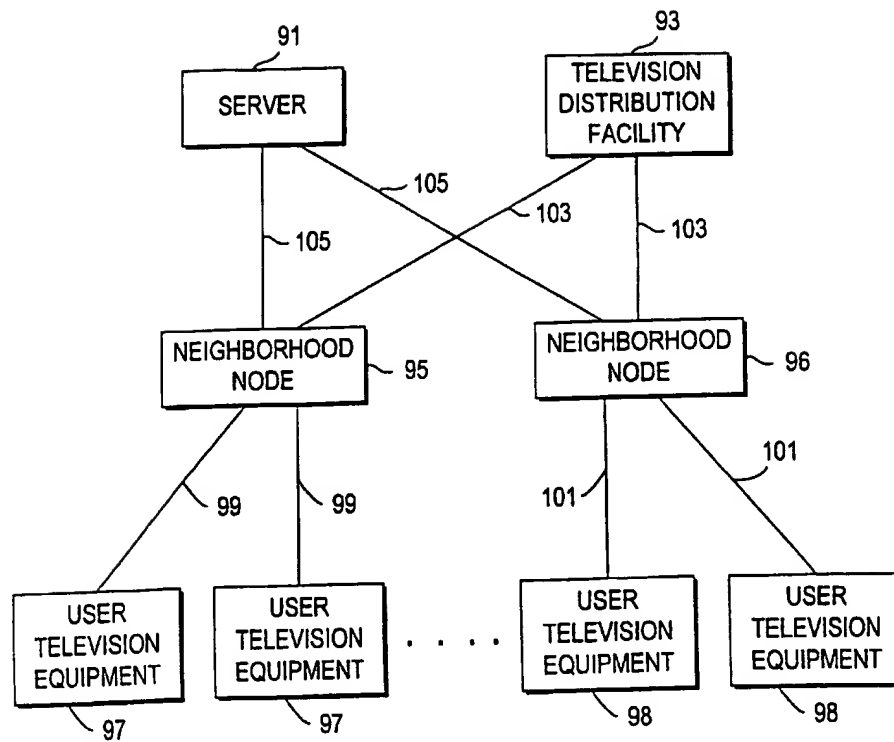 91
93
SERVER
TELEVISION
DISTRIBUTION
FACILITY
105
103
105
103
NEIGHBORHOOD
NODE
95
NEIGHBORHOOD
NODE
96
99
99
101
101
USER
TELEVISION
EQUIPMENT
USER
TELEVISION
EQUIPMENT
. . . .
USER
TELEVISION
EQUIPMENT
USER
TELEVISION
EQUIPMENT
97
97
98
98